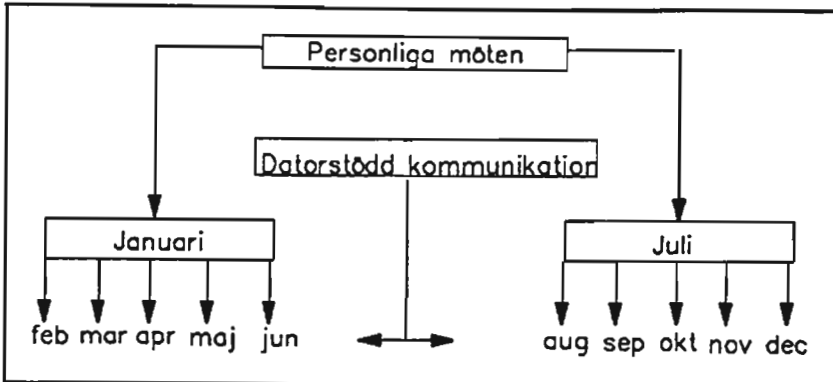 Personliga möten
Datorstödd kommunikation
Januari
Juli
feb mar apr maj jun
aug sep okt nov dec